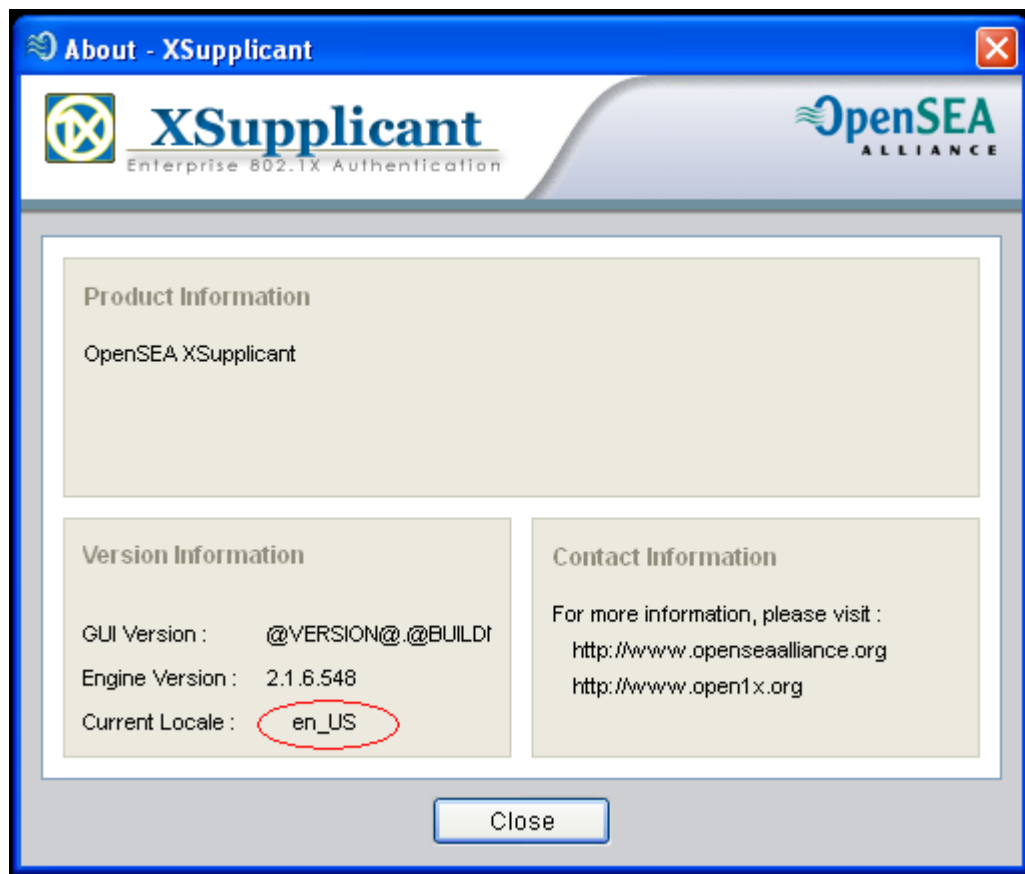 About - XSupplicant
1X
XSupplicant
Enterprise 802.1X Authentication
OpenSEA
ALLIANCE
Product Information
OpenSEA XSupplicant
Version Information
GUI Version : @VERSION@.@BUILD
Engine Version : 2.1.6.548
Current Locale : en_US
Contact Information
For more information, please visit :
http://www.openseaalliance.org
http://www.open1x.org
Close